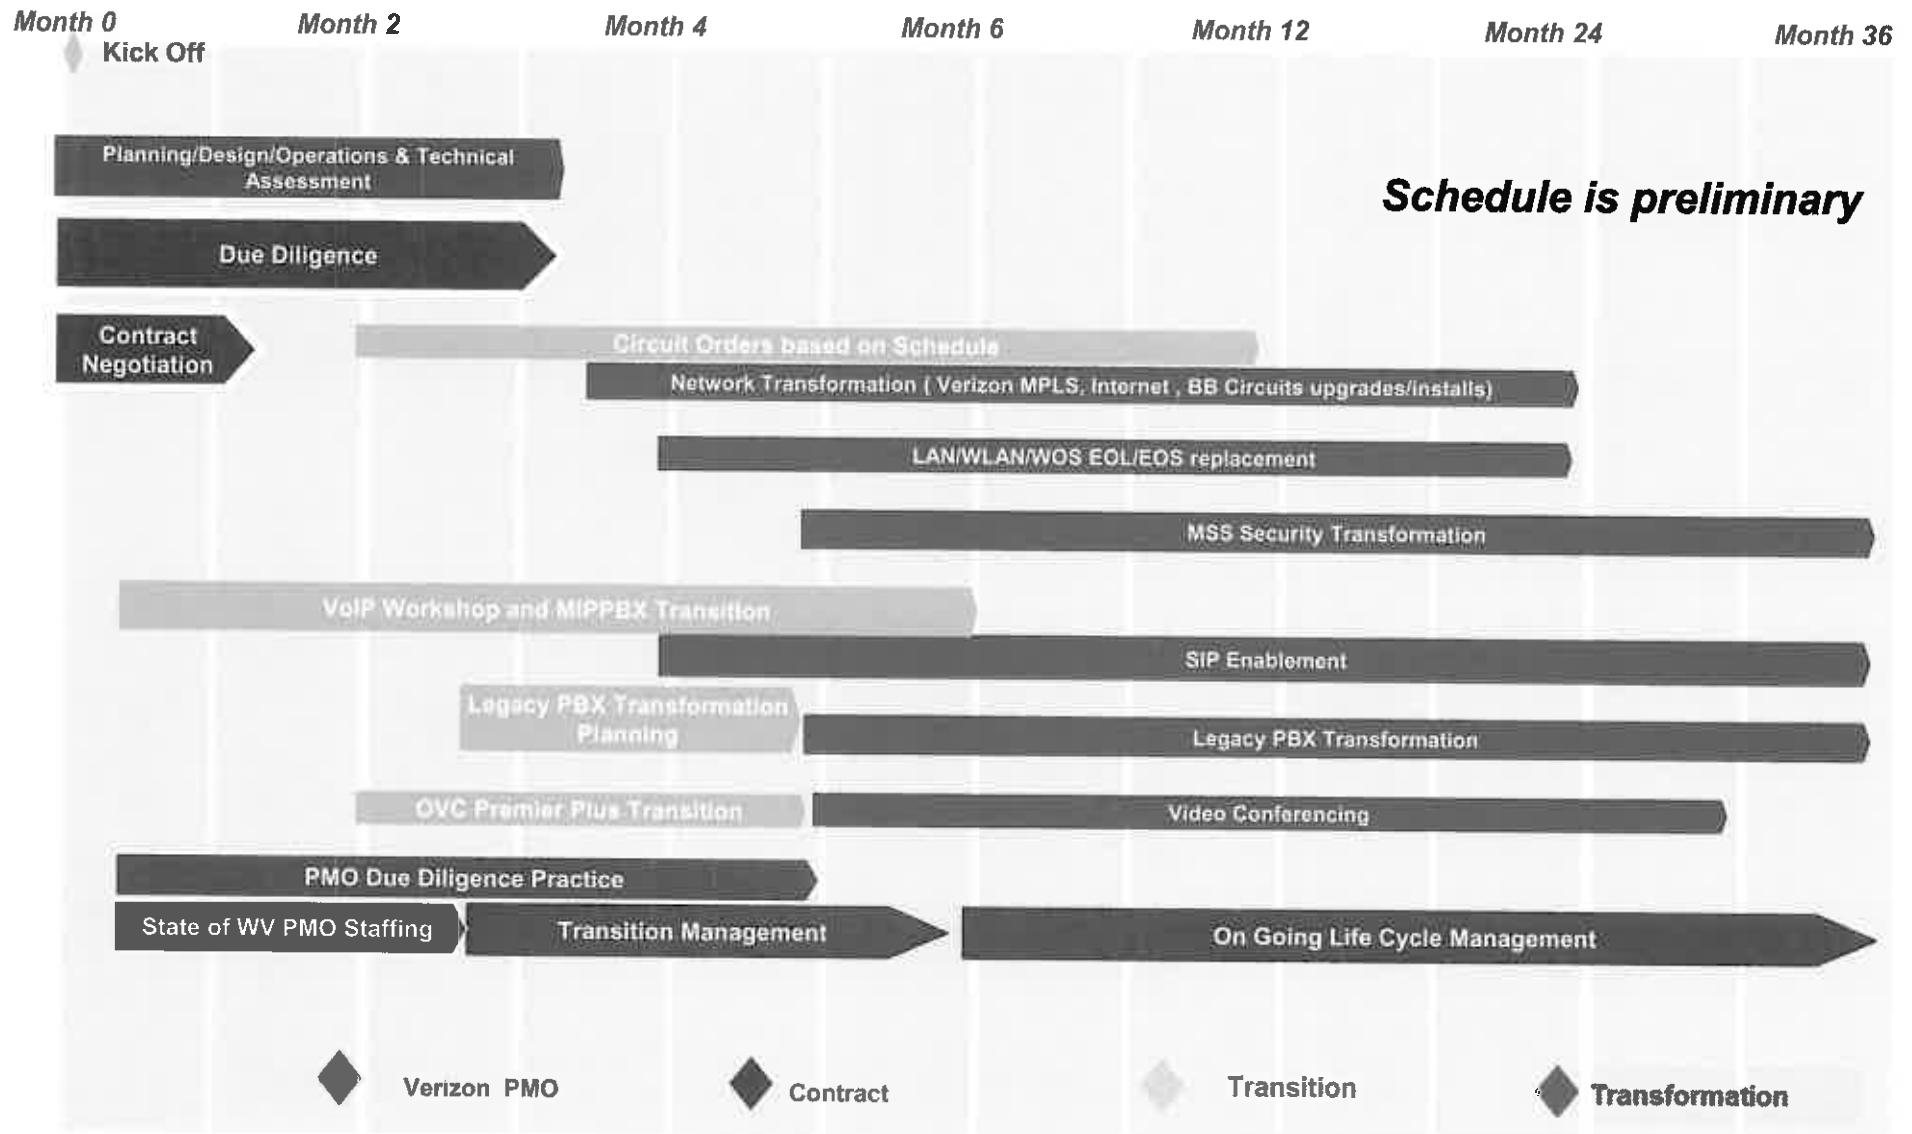 Month 0 Month 2 Month 4 Month 6 Month 12 Month 24 Month 36
Kick Off
Planning/Design/Operations & Technical
Assessment
Schedule is preliminary
Due Diligence
Contract
Negotiation
Circuit Orders based on Schedule
Network Transformation ( Verizon MPLS, Internet , BB Circuits upgrades/installs)
LAN/WLAN/WOS EOL/EOS replacement
MSS Security Transformation
VoIP Workshop and MIPPBX Transition
SIP Enablement
Legacy PBX Transformation
Planning
Legacy PBX Transformation
OVC Premier Plus Transition
Video Conferencing
PMO Due Diligence Practice
State of WV PMO Staffing
Transition Management
On Going Life Cycle Management
Verizon PMO
Contract
Transition
Transformation